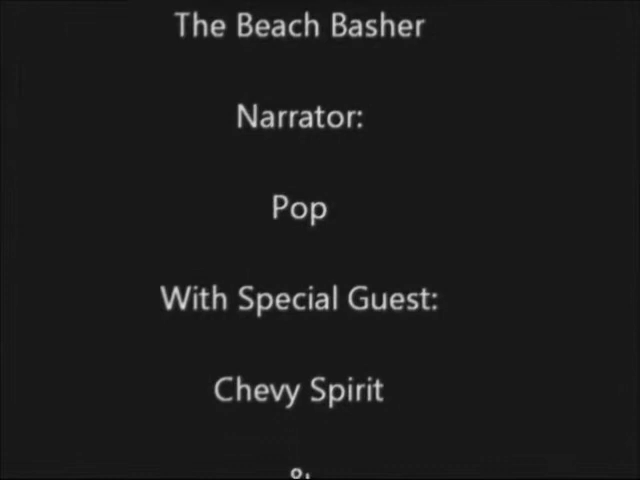 The Beach Basher
Narrator:
Pop
With Special Guest:
Chevy Spirit